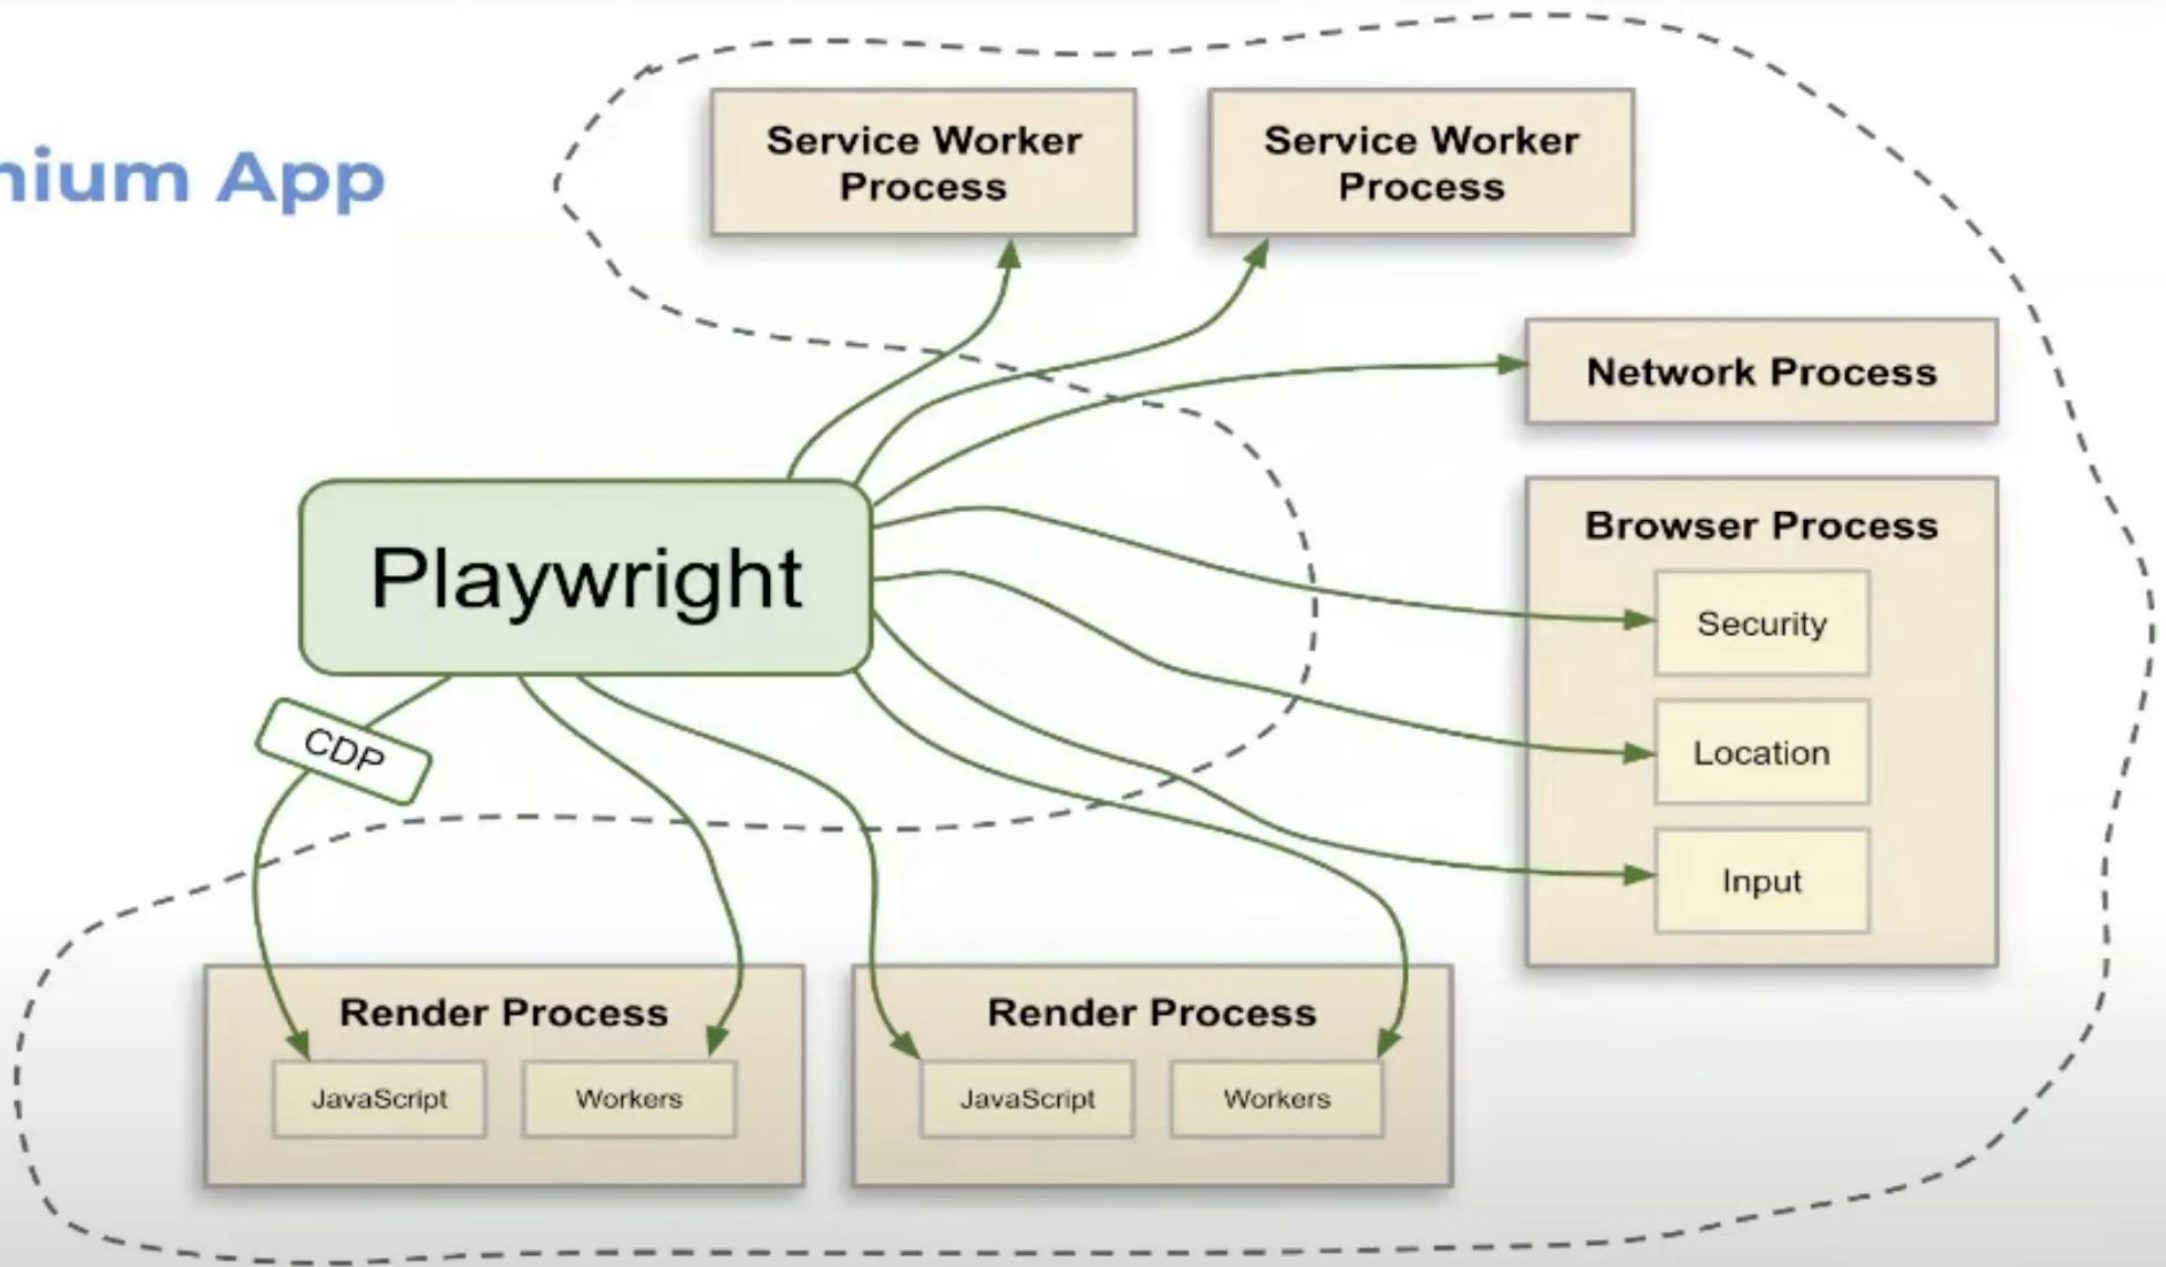 nium App
Service Worker
Process
Service Worker
Process
Network Process
Browser Process
Security
Location
Input
Playwright
CDP
Render Process
JavaScript
Workers
Render Process
JavaScript
Workers